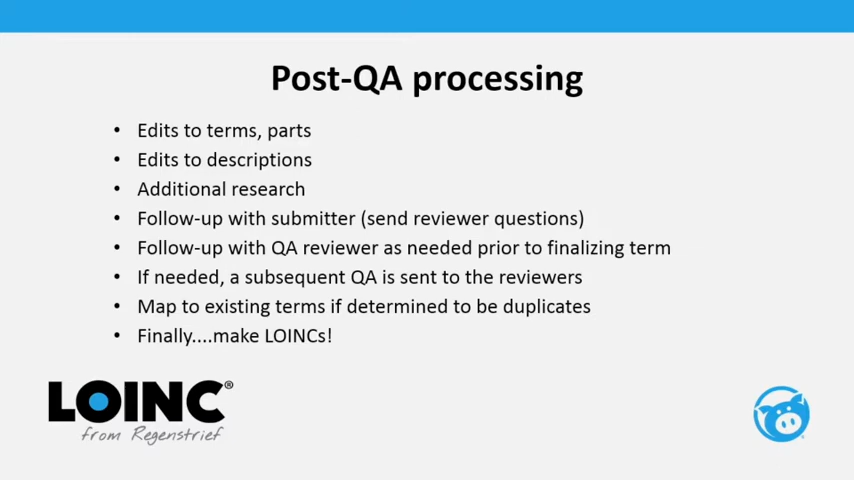 Post-QA processing
• Edits to terms, parts
• Edits to descriptions
• Additional research
• Follow-up with submitter (send reviewer questions)
• Follow-up with QA reviewer as needed prior to finalizing term
• If needed, a subsequent QA is sent to the reviewers
• Map to existing terms if determined to be duplicates
• Finally....make LOINCs!
LOINC®
from Regenstrief